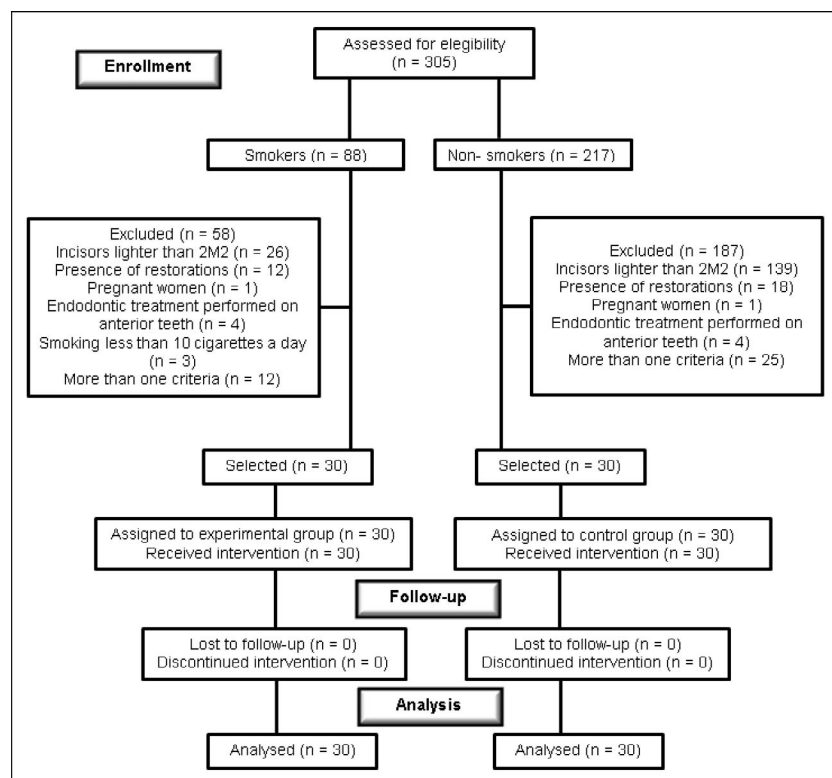 Assessed for elegibility
(n = 305)
Enrollment
Smokers (n = 88)
Non- smokers (n = 217)
Excluded (n = 58)
Incisors lighter than 2M2 (n = 26)
Presence of restorations (n = 12)
Pregnant women (n = 1)
Endodontic treatment performed on
anterior teeth (n = 4)
Smoking less than 10 cigarettes a day
(n = 3)
More than one criteria (n = 12)
Excluded (n = 187)
Incisors lighter than 2M2 (n = 139)
Presence of restorations (n = 18)
Pregnant women (n = 1)
Endodontic treatment performed on
anterior teeth (n = 4)
More than one criteria (n = 25)
Selected (n = 30)
Selected (n = 30)
Assigned to experimental group (n = 30)
Received intervention (n = 30)
Assigned to control group (n = 30)
Received intervention (n = 30)
Follow-up
Lost to follow-up (n = 0)
Discontinued intervention (n = 0)
Lost to follow-up (n = 0)
Discontinued intervention (n = 0)
Analysis
Analysed (n = 30)
Analysed (n = 30)